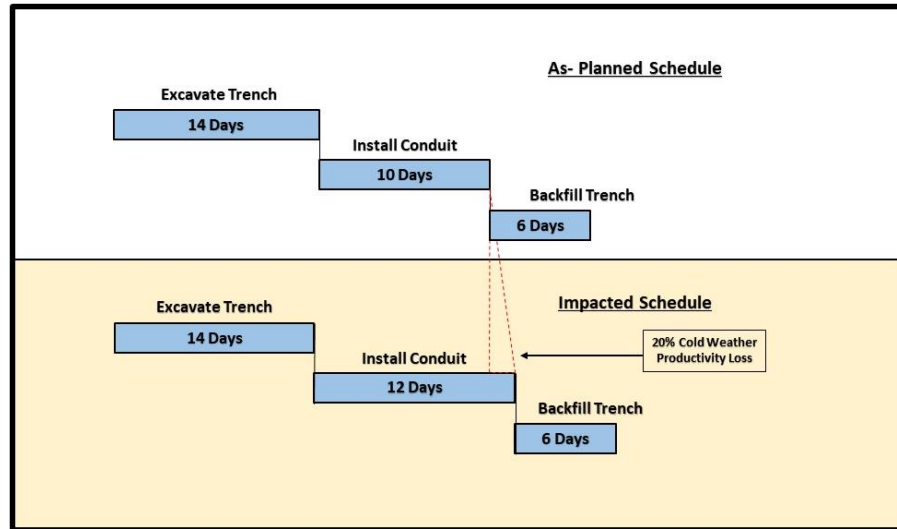 As- Planned Schedule
Excavate Trench
14 Days
Install Conduit
10 Days
Backfill Trench
6 Days
Impacted Schedule
Excavate Trench
14 Days
20% Cold Weather
Productivity Loss
Install Conduit
12 Days
Backfill Trench
6 Days